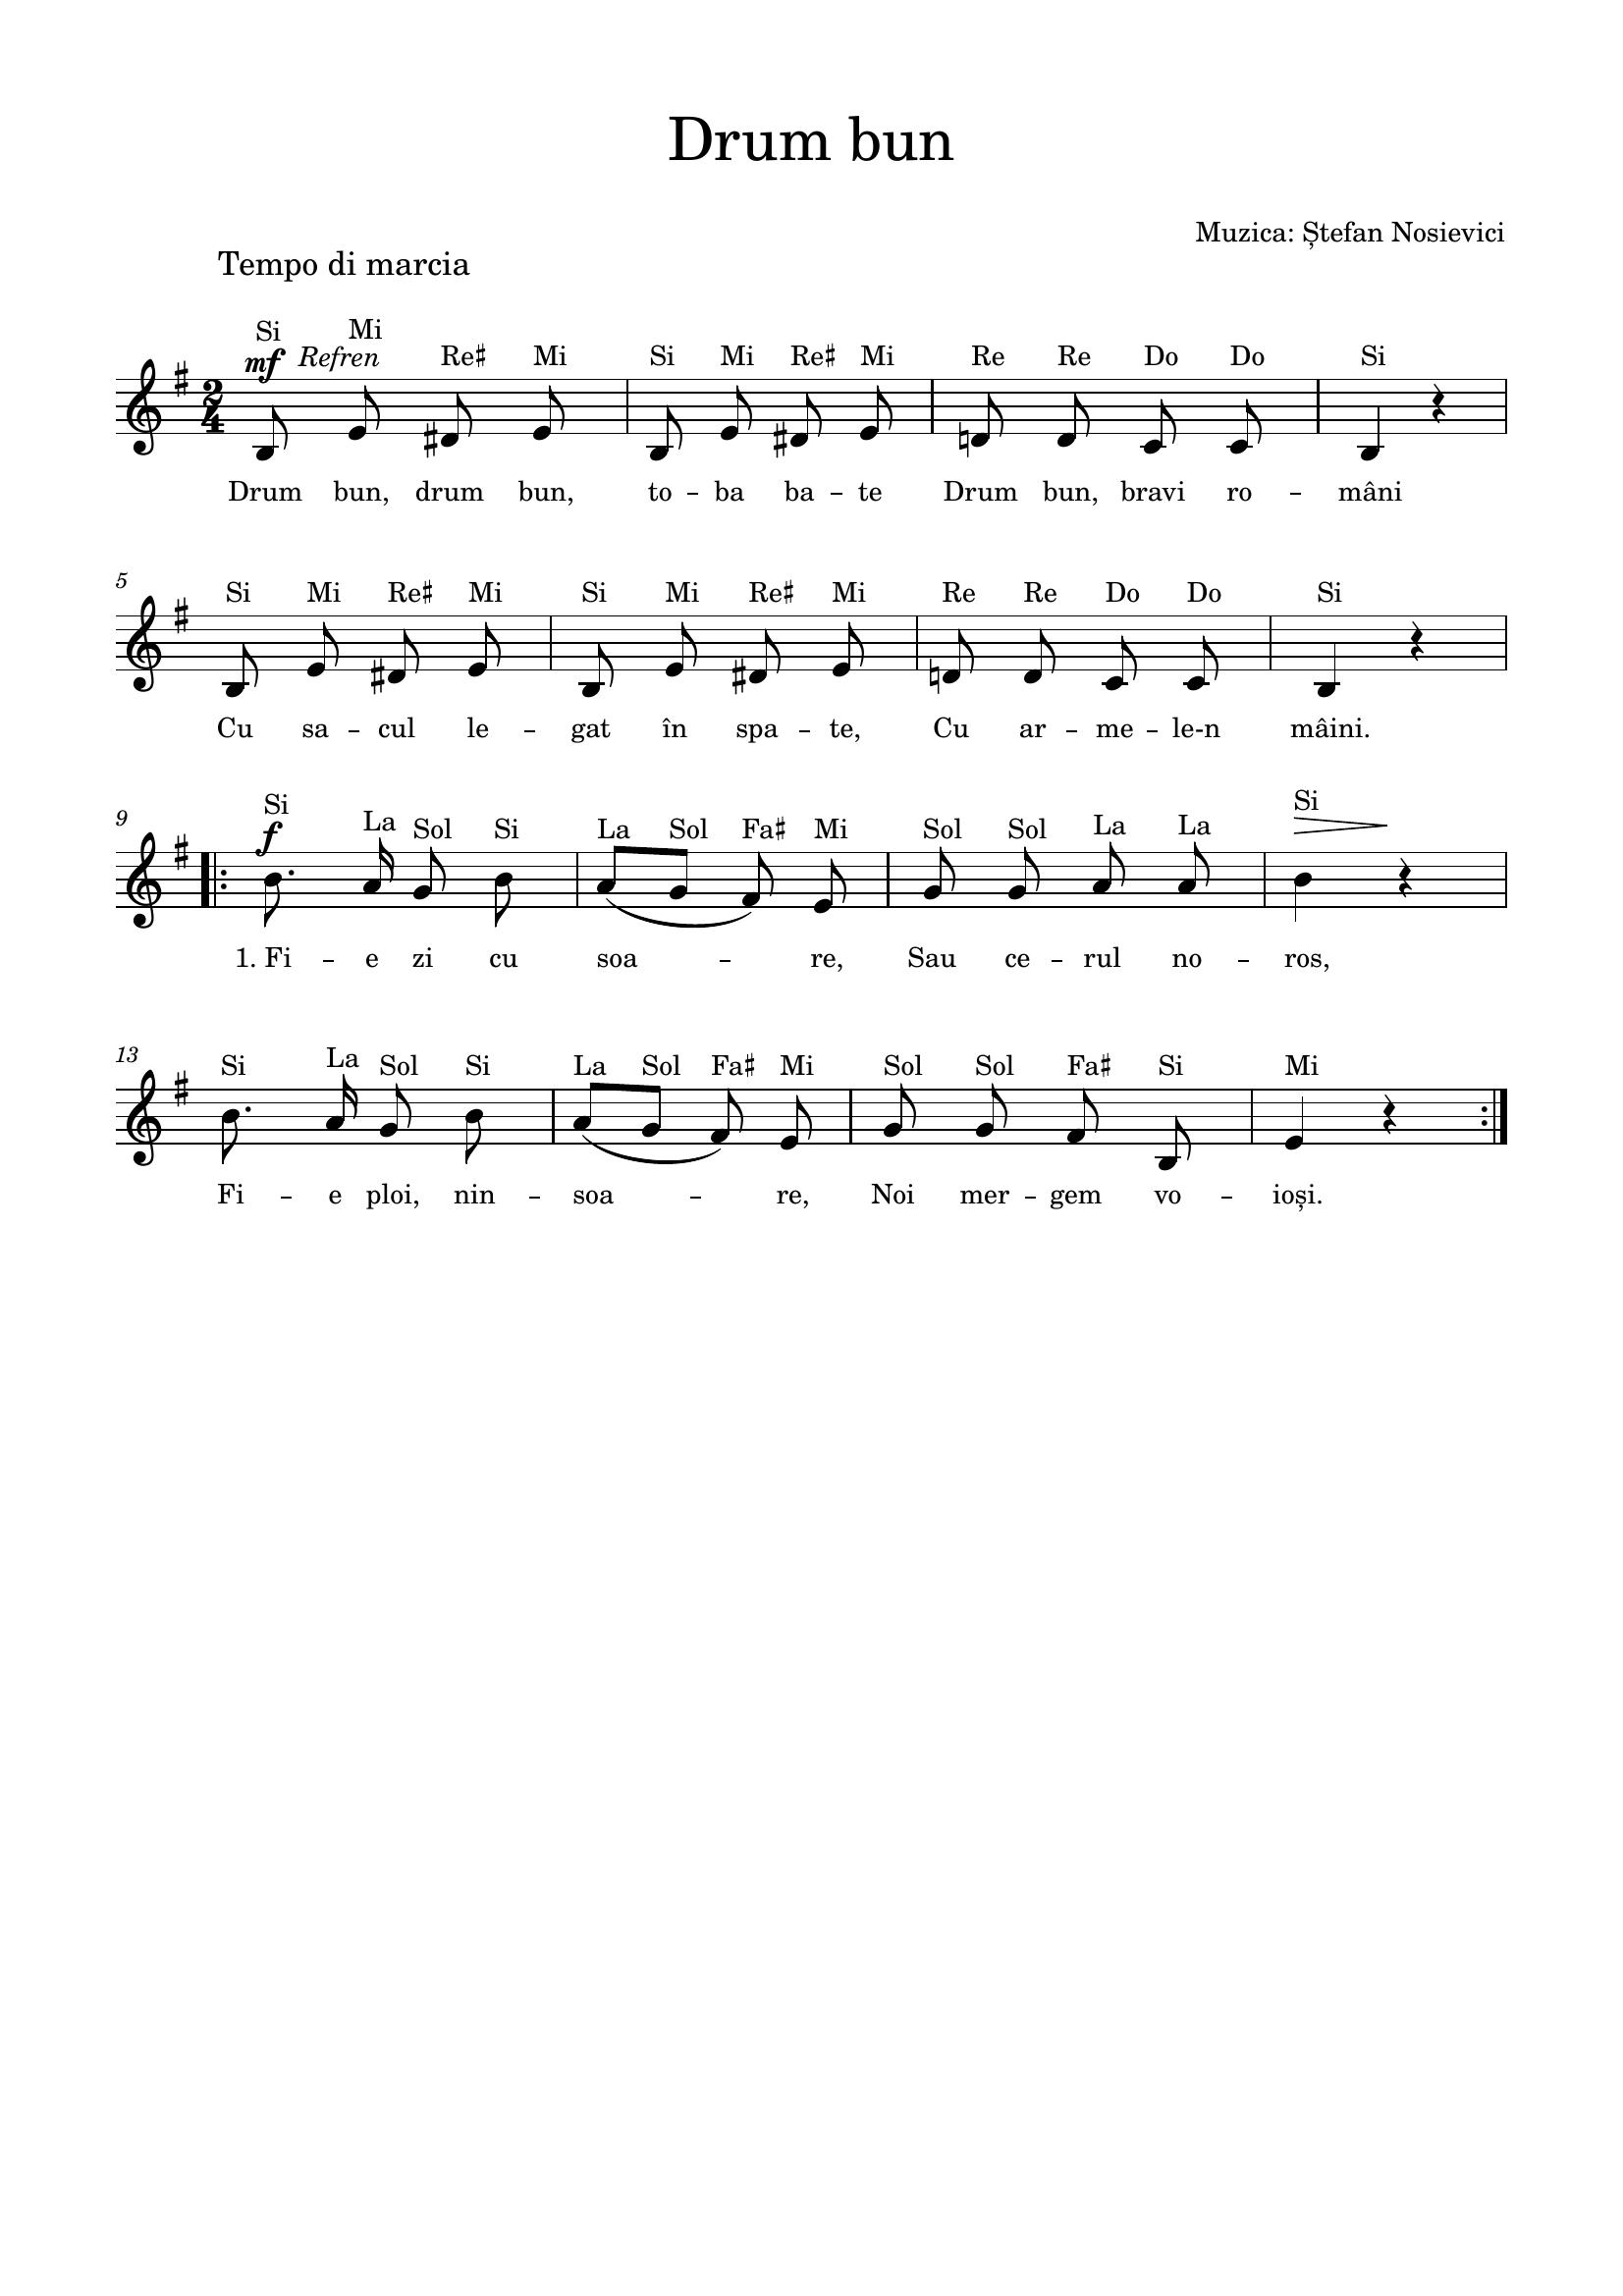 Drum bun
Muzica: Ștefan Nosievici
Tempo di marcia
Si Mi
mf Refren Re♯ Mi Si Mi Re♯ Mi Re Re Do Do Si
2
4
Drum bun, drum bun, to – ba ba – te Drum bun, bravi ro – mâni
5
Si Mi Re♯ Mi Si Mi Re♯ Mi Re Re Do Do Si
Cu sa – cul le – gat în spa – te, Cu ar – me – le-n mâini.
9
Si La Sol Si La Sol Fa♯ Mi Sol Sol La La Si
f
1. Fi – e zi cu soa – re, Sau ce – rul no – ros,
13
Si La Sol Si La Sol Fa♯ Mi Sol Sol Fa♯ Si Mi
Fi – e ploi, nin – soa – re, Noi mer – gem vo – ioși.